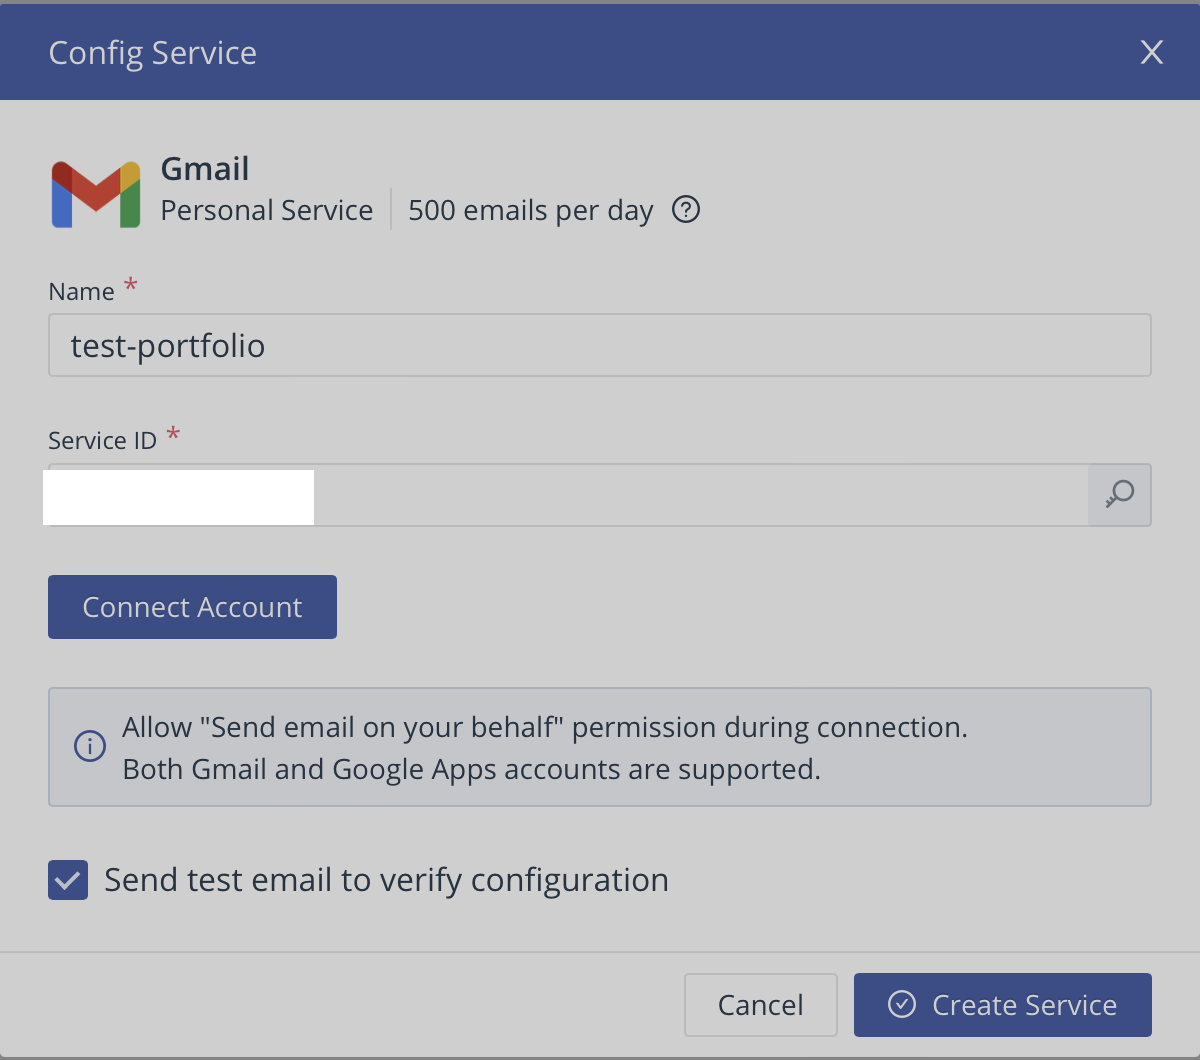 Config Service
X
Gmail
Personal Service
500 emails per day
?
Name *
test-portfolio
Service ID *
Connect Account
Allow "Send email on your behalf" permission during connection.
Both Gmail and Google Apps accounts are supported.
Send test email to verify configuration
Cancel
Create Service